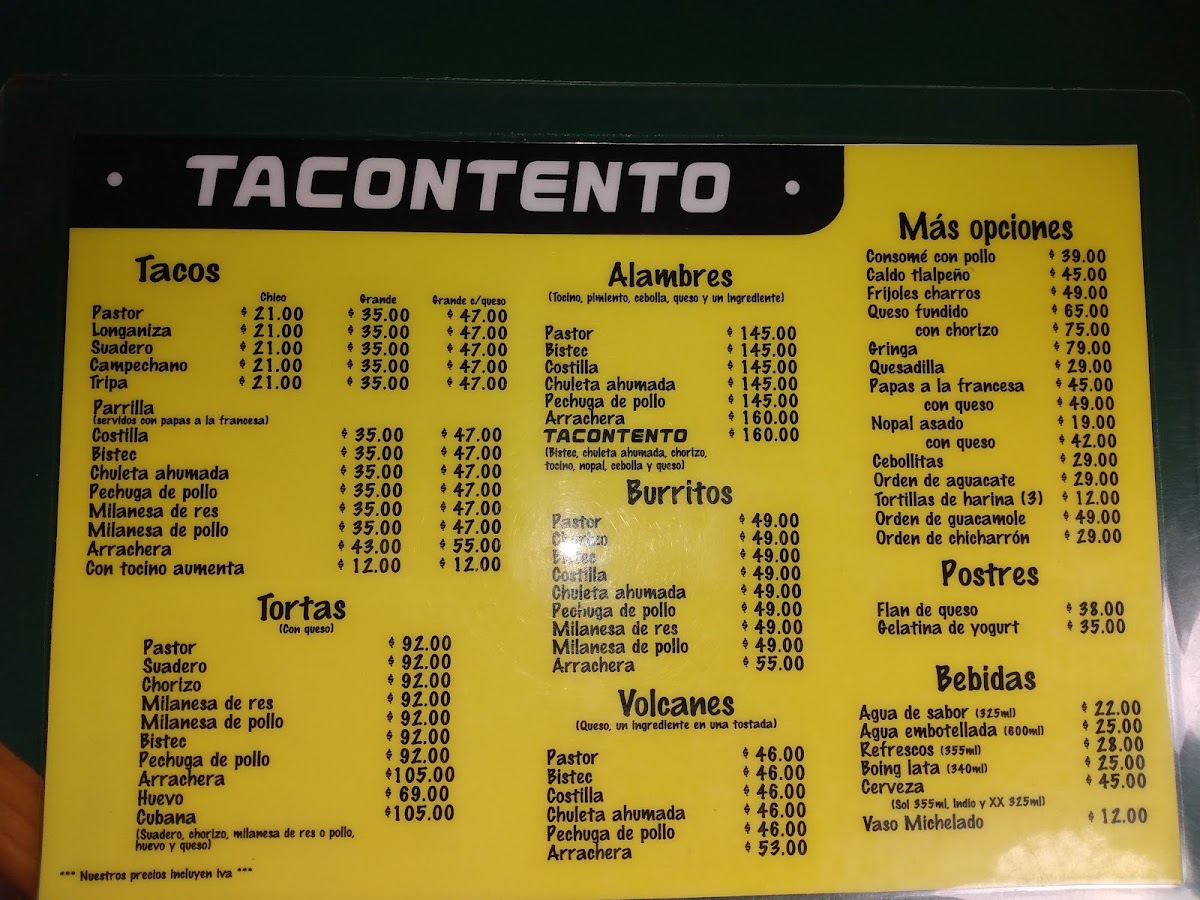 TACONTENTO
Tacos
Chico Grande Grande c/queso
Pastor $ 21.00 $ 35.00 $ 47.00
Longaniza $ 21.00 $ 35.00 $ 47.00
Suadero $ 21.00 $ 35.00 $ 47.00
Campechano $ 21.00 $ 35.00 $ 47.00
Tripa $ 21.00 $ 35.00 $ 47.00
Parrilla
(servidos con papas a la francesa)
Costilla $ 35.00 $ 47.00
Bistec $ 35.00 $ 47.00
Chuleta ahumada $ 35.00 $ 47.00
Pechuga de pollo $ 35.00 $ 47.00
Milanesa de res $ 35.00 $ 47.00
Milanesa de pollo $ 35.00 $ 47.00
Arrachera $ 43.00 $ 55.00
Con tocino aumenta $ 12.00 $ 12.00
Tortas
(Con queso)
Pastor $ 92.00
Suadero $ 92.00
Chorizo $ 92.00
Milanesa de res $ 92.00
Milanesa de pollo $ 92.00
Bistec $ 92.00
Pechuga de pollo $ 92.00
Arrachera $105.00
Huevo $ 69.00
Cubana $105.00
(Suadero, chorizo, milanesa de res o pollo,
huevo y queso)
*** Nuestros precios incluyen iva ***
Alambres
(Tocino, pimiento, cebolla, queso y un ingrediente)
Pastor $ 145.00
Bistec $ 145.00
Costilla $ 145.00
Chuleta ahumada $ 145.00
Pechuga de pollo $ 145.00
Arrachera $ 160.00
TACONTENTO $ 160.00
(Bistec, chuleta ahumada, chorizo,
tocino, nopal, cebolla y queso)
Burritos
Pastor $ 49.00
Chorizo $ 49.00
Bistec $ 49.00
Costilla $ 49.00
Chuleta ahumada $ 49.00
Pechuga de pollo $ 49.00
Milanesa de res $ 49.00
Milanesa de pollo $ 49.00
Arrachera $ 55.00
Volcanes
(Queso, un ingrediente en una tostada)
Pastor $ 46.00
Bistec $ 46.00
Costilla $ 46.00
Chuleta ahumada $ 46.00
Pechuga de pollo $ 46.00
Arrachera $ 53.00
Más opciones
Consomé con pollo $ 39.00
Caldo tlalpeño $ 45.00
Frijoles charros $ 49.00
Queso fundido $ 65.00
con chorizo $ 75.00
Gringa $ 79.00
Quesadilla $ 29.00
Papas a la francesa $ 45.00
con queso $ 49.00
Nopal asado $ 19.00
con queso $ 42.00
Cebollitas $ 29.00
Orden de aguacate $ 29.00
Tortillas de harina (3) $ 12.00
Orden de guacamole $ 49.00
Orden de chicharrón $ 29.00
Postres
Flan de queso $ 38.00
Gelatina de yogurt $ 35.00
Bebidas
Agua de sabor (325ml) $ 22.00
Agua embotellada (600ml) $ 25.00
Refrescos (355ml) $ 28.00
Boing lata (340ml) $ 25.00
Cerveza $ 45.00
(Sol 355ml, Indio y XX 325ml)
Vaso Michelado $ 12.00